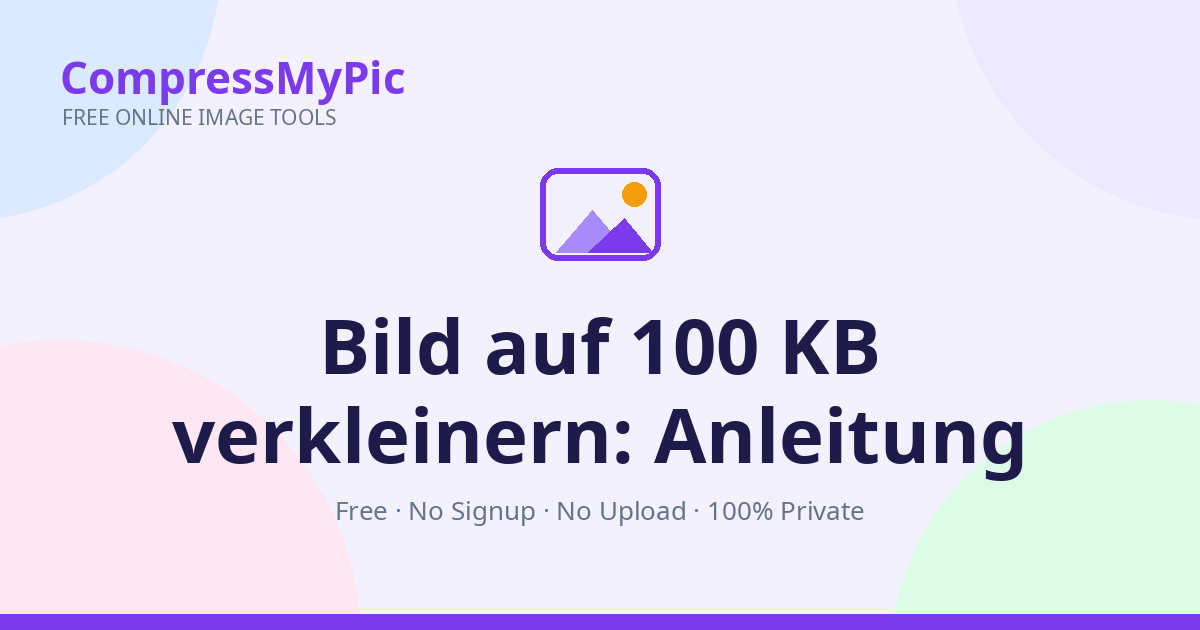 CompressMyPic
FREE ONLINE IMAGE TOOLS
Bild auf 100 KB
verkleinern: Anleitung
Free · No Signup · No Upload · 100% Private